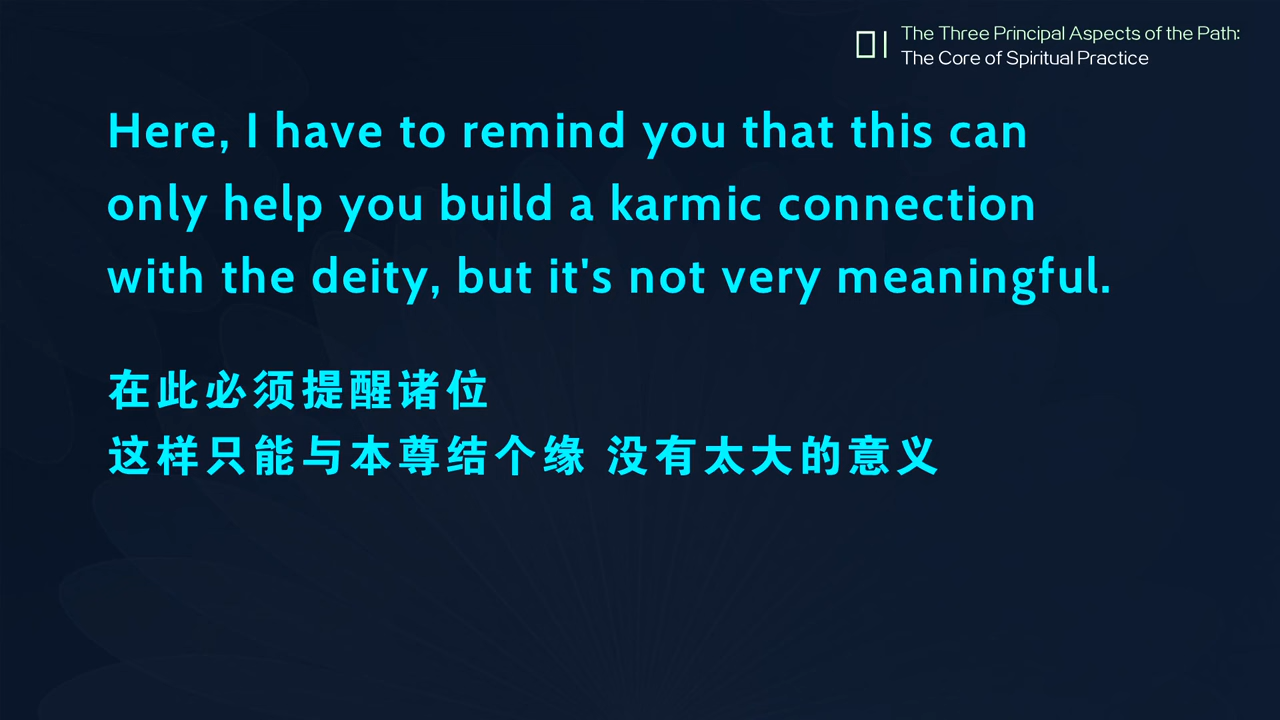 01
The Three Principal Aspects of the Path:
The Core of Spiritual Practice
Here, I have to remind you that this can
only help you build a karmic connection
with the deity, but it's not very meaningful.
在此必须提醒诸位
这样只能与本尊结个缘 没有太大的意义